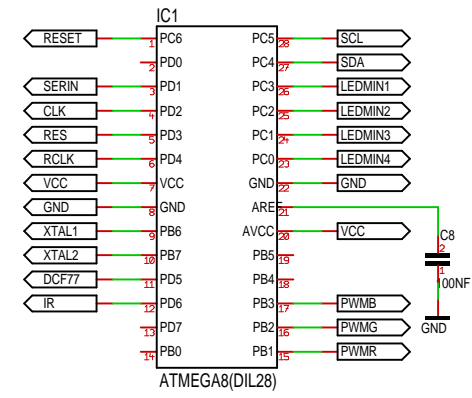 IC1
RESET 1 PC6 PC5 28 SCL
2 PD0 PC4 27 SDA
SERIN 3 PD1 PC3 26 LEDMIN1
CLK 4 PD2 PC2 25 LEDMIN2
RES 5 PD3 PC1 24 LEDMIN3
RCLK 6 PD4 PC0 23 LEDMIN4
VCC 7 VCC GND 22 GND
GND 8 GND AREF 21
XTAL1 9 PB6 AVCC 20 VCC
C8
2
XTAL2 10 PB7 PB5 19
1
DCF77 11 PD5 PB4 18
00NF
IR 12 PD6 PB3 17 PWMB
13 PD7 PB2 16 PWMG
GND
14 PB0 PB1 15 PWMR
ATMEGA8(DIL28)